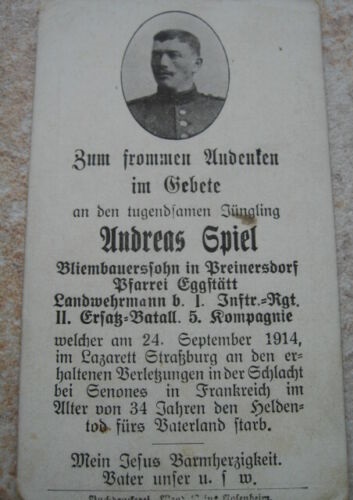 Zum frommen Andenken
im Gebete
an den tugendsamen Jüngling
Andreas Spiel
Bliembauerssohn in Preinersdorf
Pfarrei Eggstätt
Landwehrmann b. I. Inftr.-Rgt.
II. Ersatz-Batall. 5. Kompagnie
welcher am 24. September 1914,
im Lazarett Straßburg an den er-
haltenen Verletzungen in der Schlacht
bei Senones in Frankreich im
Alter von 34 Jahren den Helden-
tod fürs Vaterland starb.
Mein Jesus Barmherzigkeit.
Vater unser u. s w.